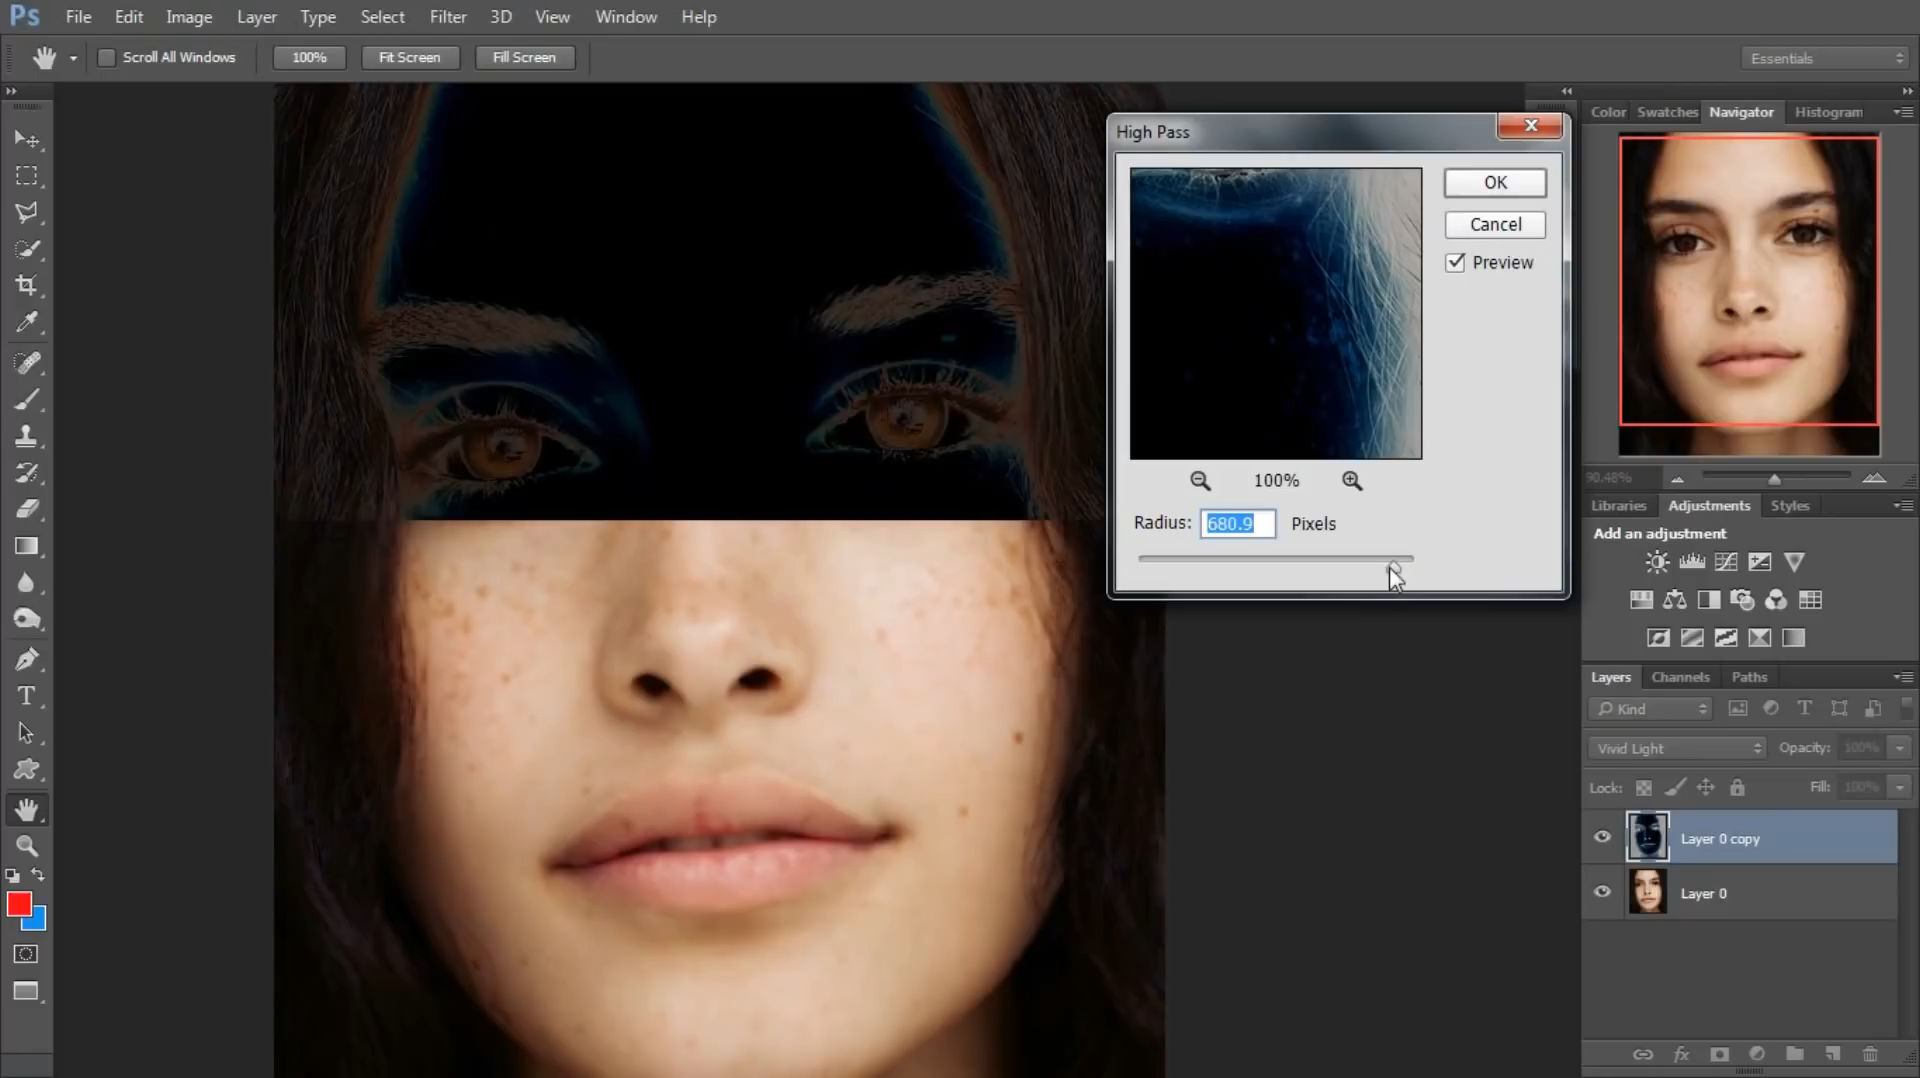 Ps File Edit Image Layer Type Select Filter 3D View Window Help
Scroll All Windows 100% Fit Screen Fill Screen Essentials
Color Swatches Navigator Histogram
High Pass
OK
Cancel
Preview
100%
Radius: 680.9 Pixels
90.48%
Libraries Adjustments Styles
Add an adjustment
Layers Channels Paths
Kind
Vivid Light Opacity: 100%
Lock: Fill: 100%
Layer 0 copy
Layer 0
fx